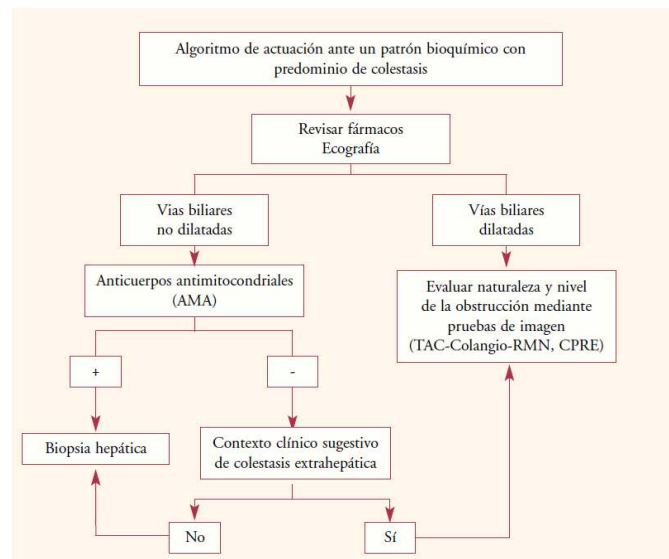 Algoritmo de actuación ante un patrón bioquímico con
predominio de colestasis
Revisar fármacos
Ecografía
Vias biliares
no dilatadas
Vías biliares
dilatadas
Anticuerpos antimitocondriales
(AMA)
Evaluar naturaleza y nivel
de la obstrucción mediante
pruebas de imagen
(TAC-Colangio-RMN, CPRE)
+
-
Biopsia hepática
Contexto clínico sugestivo
de colestasis extrahepática
No
Sí